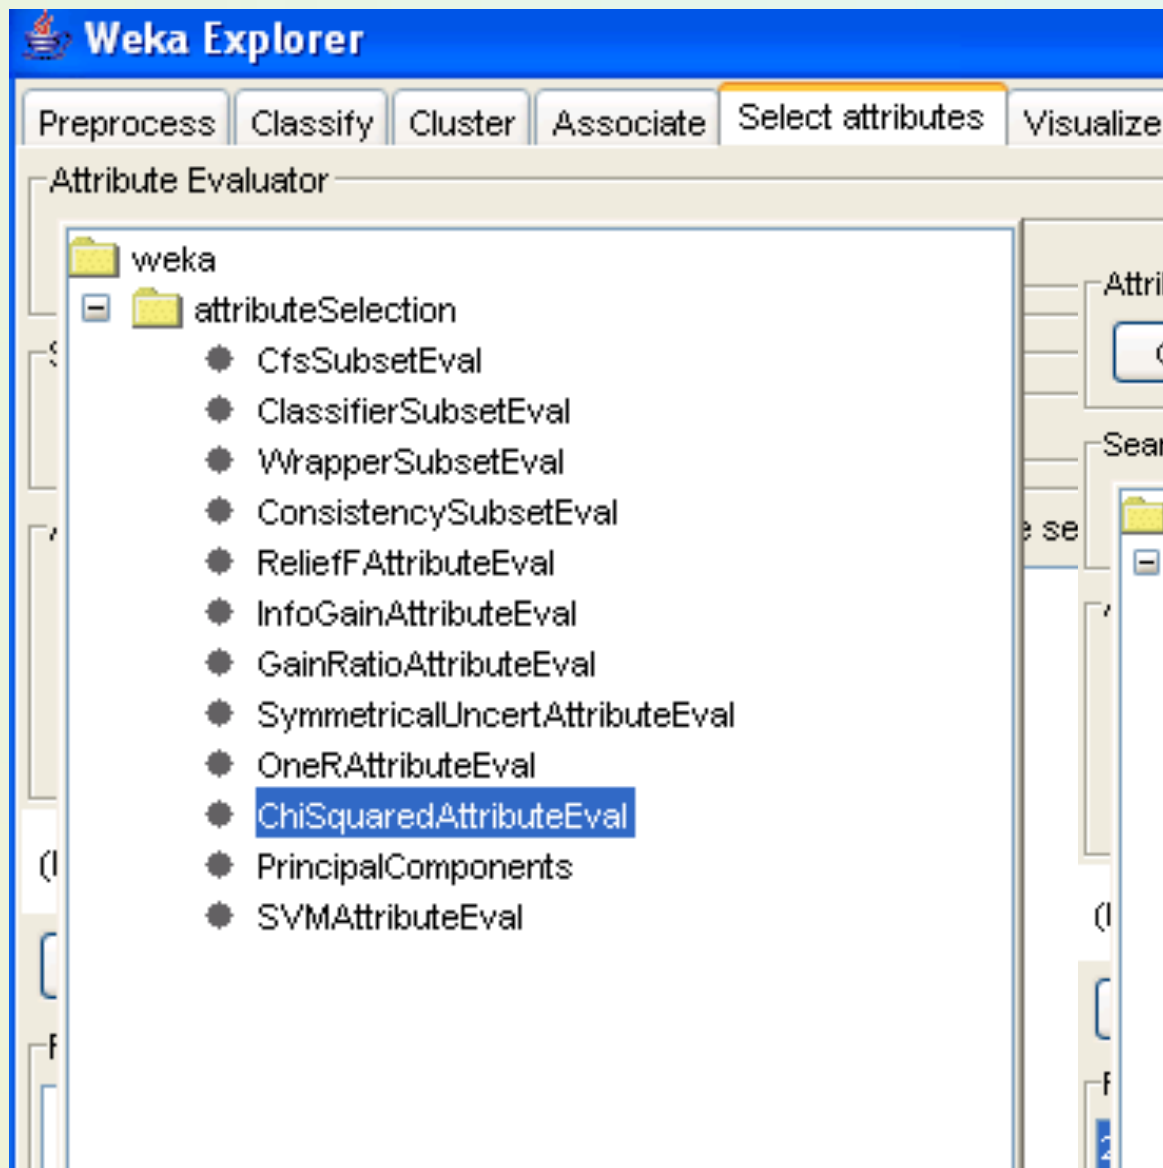 Weka Explorer
Preprocess Classify Cluster Associate Select attributes Visualize
Attribute Evaluator
weka
attributeSelection
CfsSubsetEval
ClassifierSubsetEval
WrapperSubsetEval
ConsistencySubsetEval
ReliefFAttributeEval
InfoGainAttributeEval
GainRatioAttributeEval
SymmetricalUncertAttributeEval
OneRAttributeEval
ChiSquaredAttributeEval
PrincipalComponents
SVMAttributeEval